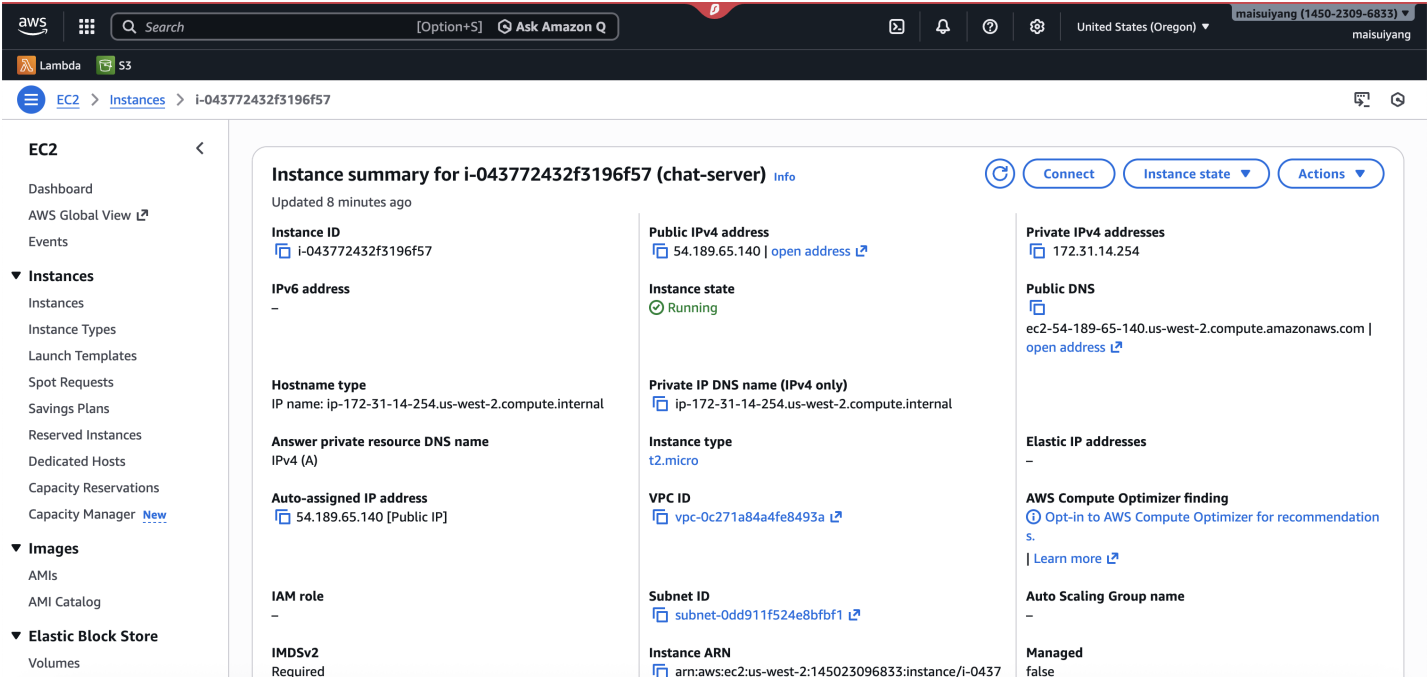 aws
Search [Option+S] Ask Amazon Q
United States (Oregon) ▼
maisuiyang (1450-2309-6833) ▼
maisuiyang
Lambda S3
EC2 > Instances > i-043772432f3196f57
EC2
Dashboard
AWS Global View
Events
▼ Instances
Instances
Instance Types
Launch Templates
Spot Requests
Savings Plans
Reserved Instances
Dedicated Hosts
Capacity Reservations
Capacity Manager New
▼ Images
AMIs
AMI Catalog
▼ Elastic Block Store
Volumes
Instance summary for i-043772432f3196f57 (chat-server) Info
Updated 8 minutes ago
Connect
Instance state ▼
Actions ▼
Instance ID
i-043772432f3196f57
Public IPv4 address
54.189.65.140 | open address
Private IPv4 addresses
172.31.14.254
IPv6 address
–
Instance state
Running
Public DNS
ec2-54-189-65-140.us-west-2.compute.amazonaws.com |
open address
Hostname type
IP name: ip-172-31-14-254.us-west-2.compute.internal
Private IP DNS name (IPv4 only)
ip-172-31-14-254.us-west-2.compute.internal
Answer private resource DNS name
IPv4 (A)
Instance type
t2.micro
Elastic IP addresses
–
Auto-assigned IP address
54.189.65.140 [Public IP]
VPC ID
vpc-0c271a84a4fe8493a
AWS Compute Optimizer finding
Opt-in to AWS Compute Optimizer for recommendation
s.
| Learn more
IAM role
–
Subnet ID
subnet-0dd911f524e8bfbf1
Auto Scaling Group name
–
IMDSv2
Required
Instance ARN
arn:aws:ec2:us-west-2:145023096833:instance/i-0437
Managed
false